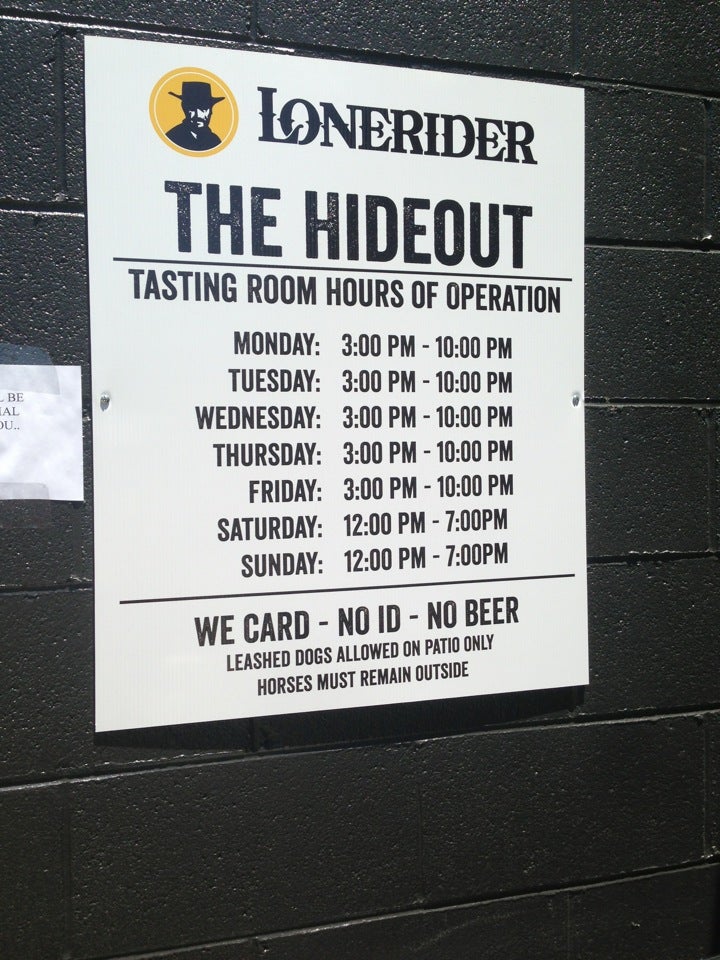 LONERIDER
THE HIDEOUT
TASTING ROOM HOURS OF OPERATION
MONDAY: 3:00 PM - 10:00 PM
TUESDAY: 3:00 PM - 10:00 PM
WEDNESDAY: 3:00 PM - 10:00 PM
THURSDAY: 3:00 PM - 10:00 PM
FRIDAY: 3:00 PM - 10:00 PM
SATURDAY: 12:00 PM - 7:00PM
SUNDAY: 12:00 PM - 7:00PM
WE CARD - NO ID - NO BEER
LEASHED DOGS ALLOWED ON PATIO ONLY
HORSES MUST REMAIN OUTSIDE
BE